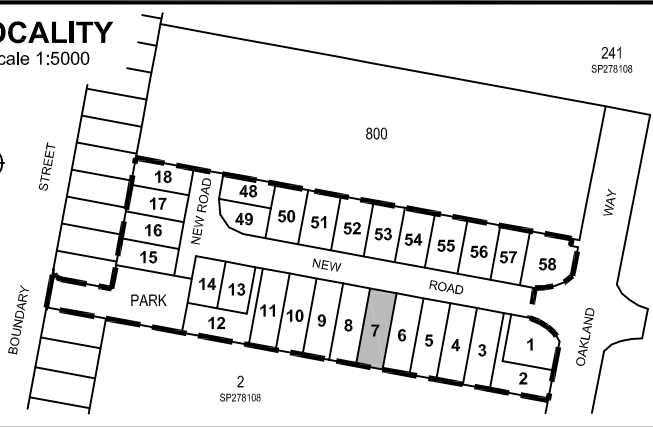 OCALITY
cale 1:5000
241
SP278108
800
STREET
WAY
18
48
17
NEW ROAD
49
50
51
52
53
54
55
56
57
58
16
15
NEW
ROAD
14
13
PARK
12
11
10
9
8
7
6
5
4
3
1
2
BOUNDARY
OAKLAND
2
SP278108